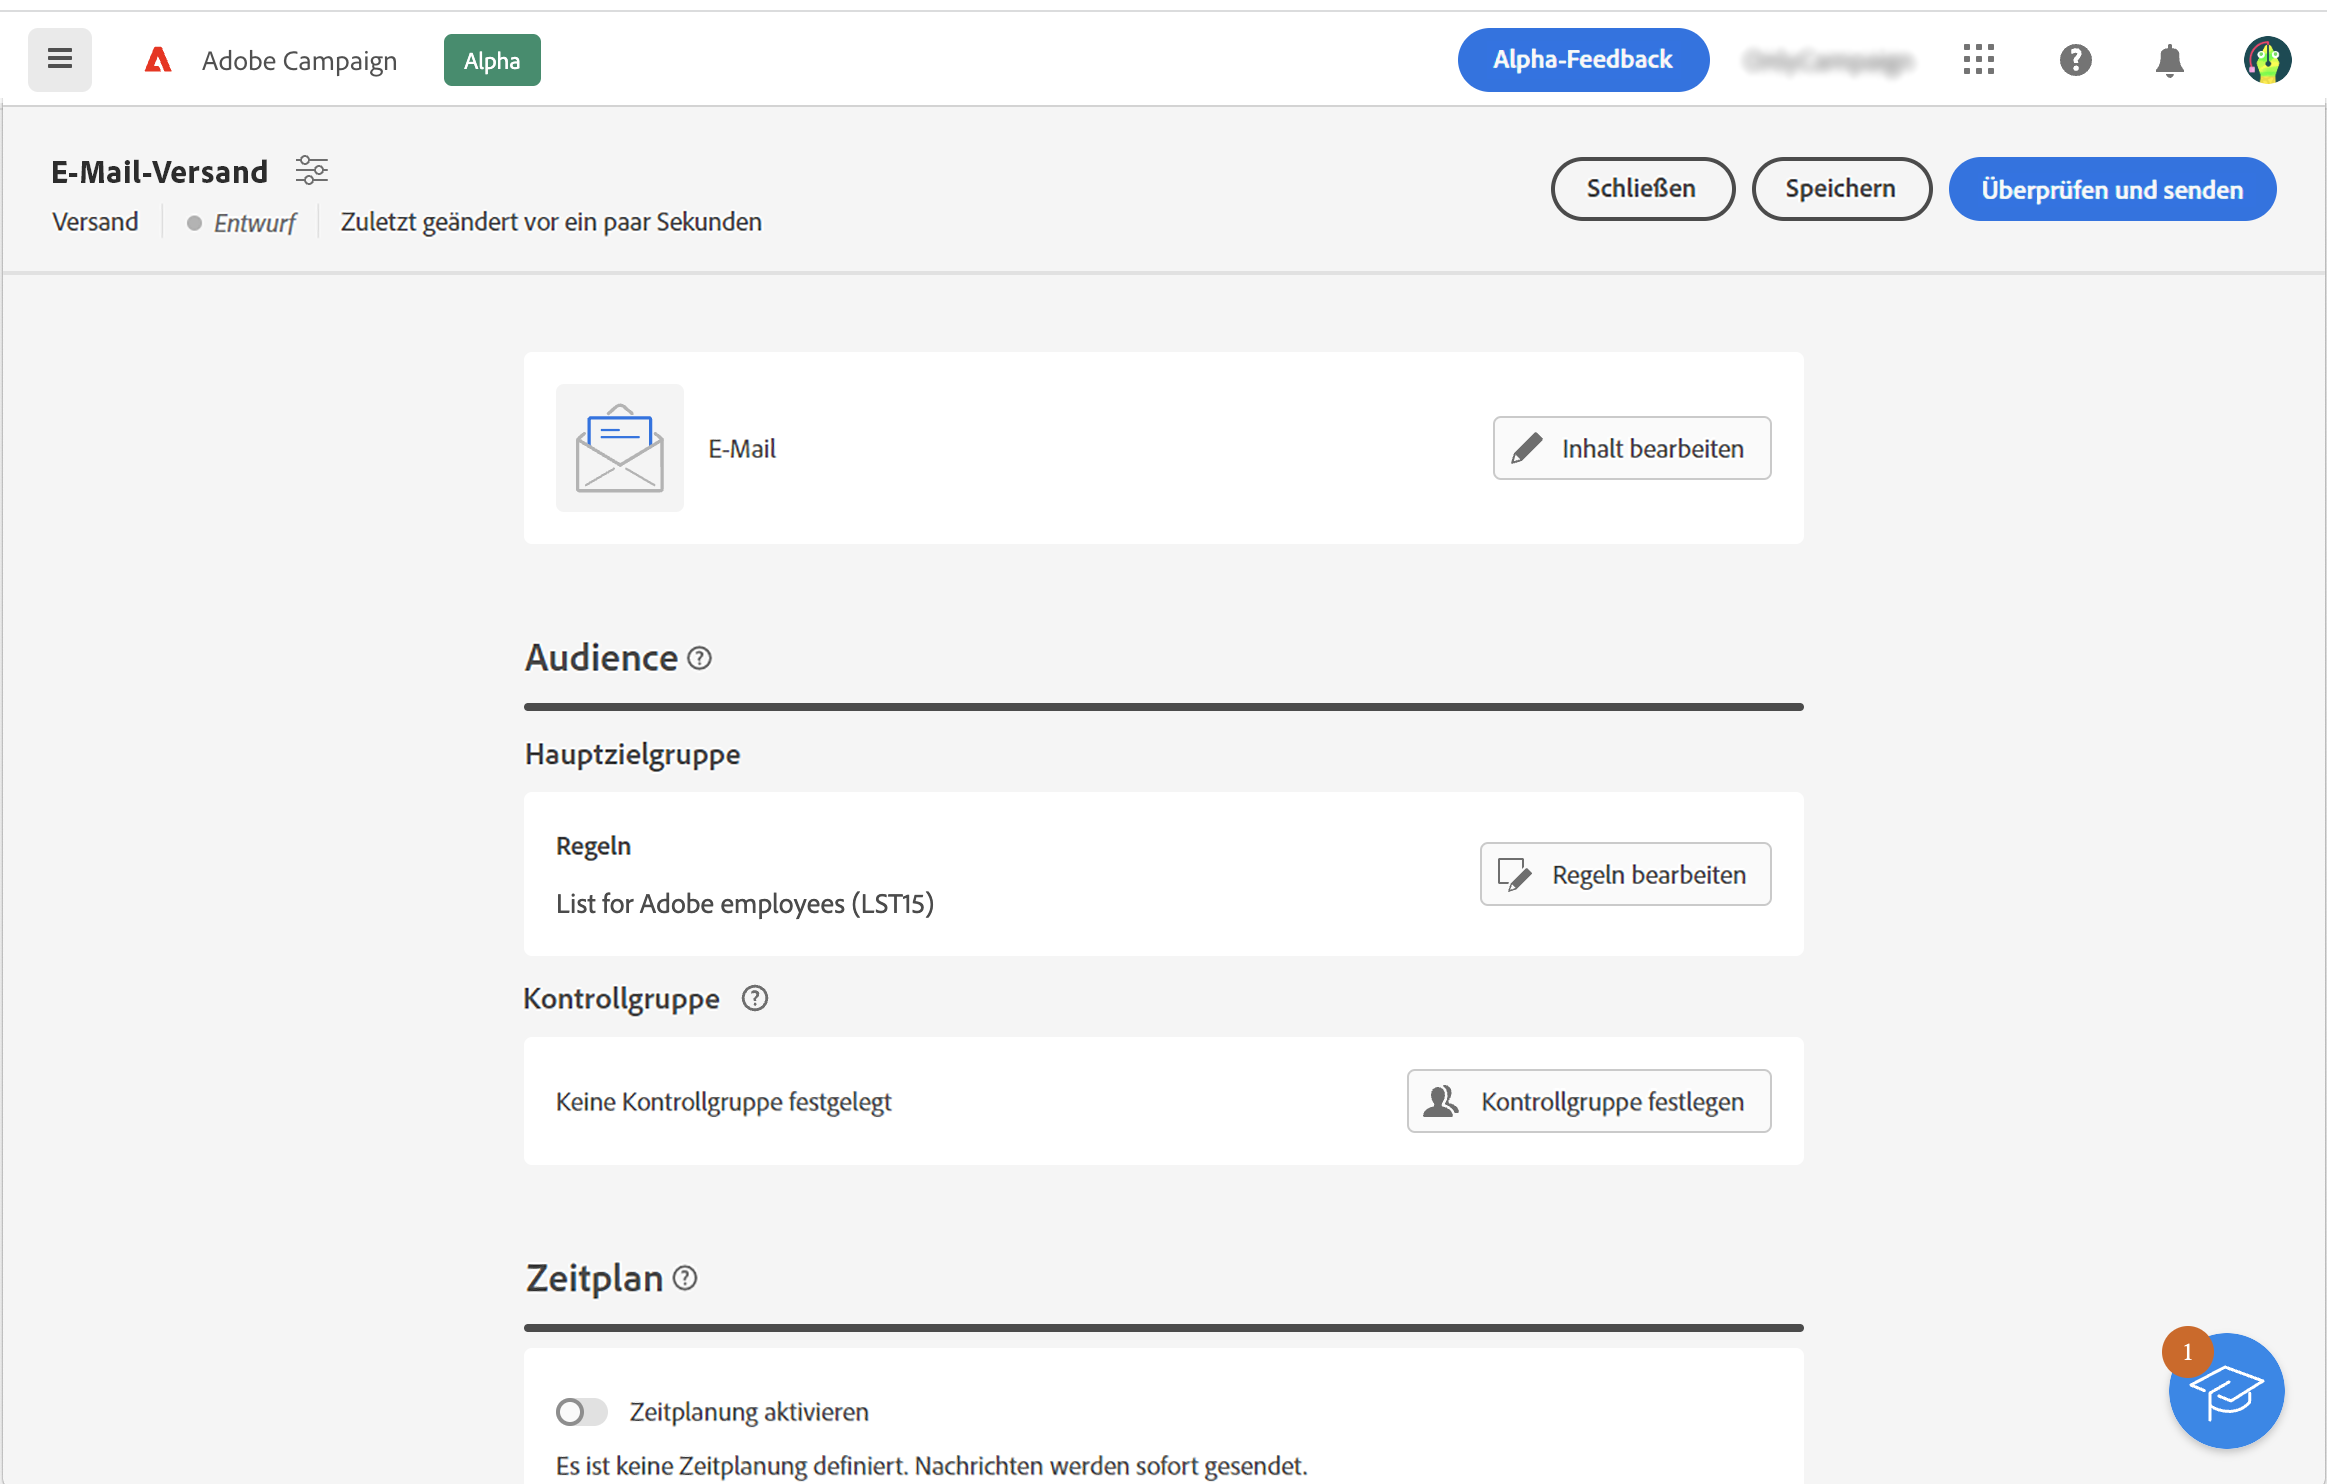 Adobe Campaign
Alpha
Alpha-Feedback
E-Mail-Versand
Versand
Entwurf
Zuletzt geändert vor ein paar Sekunden
Schließen
Speichern
Überprüfen und senden
E-Mail
Inhalt bearbeiten
Audience
Hauptzielgruppe
Regeln
List for Adobe employees (LST15)
Regeln bearbeiten
Kontrollgruppe
Keine Kontrollgruppe festgelegt
Kontrollgruppe festlegen
Zeitplan
Zeitplanung aktivieren
Es ist keine Zeitplanung definiert. Nachrichten werden sofort gesendet.
1